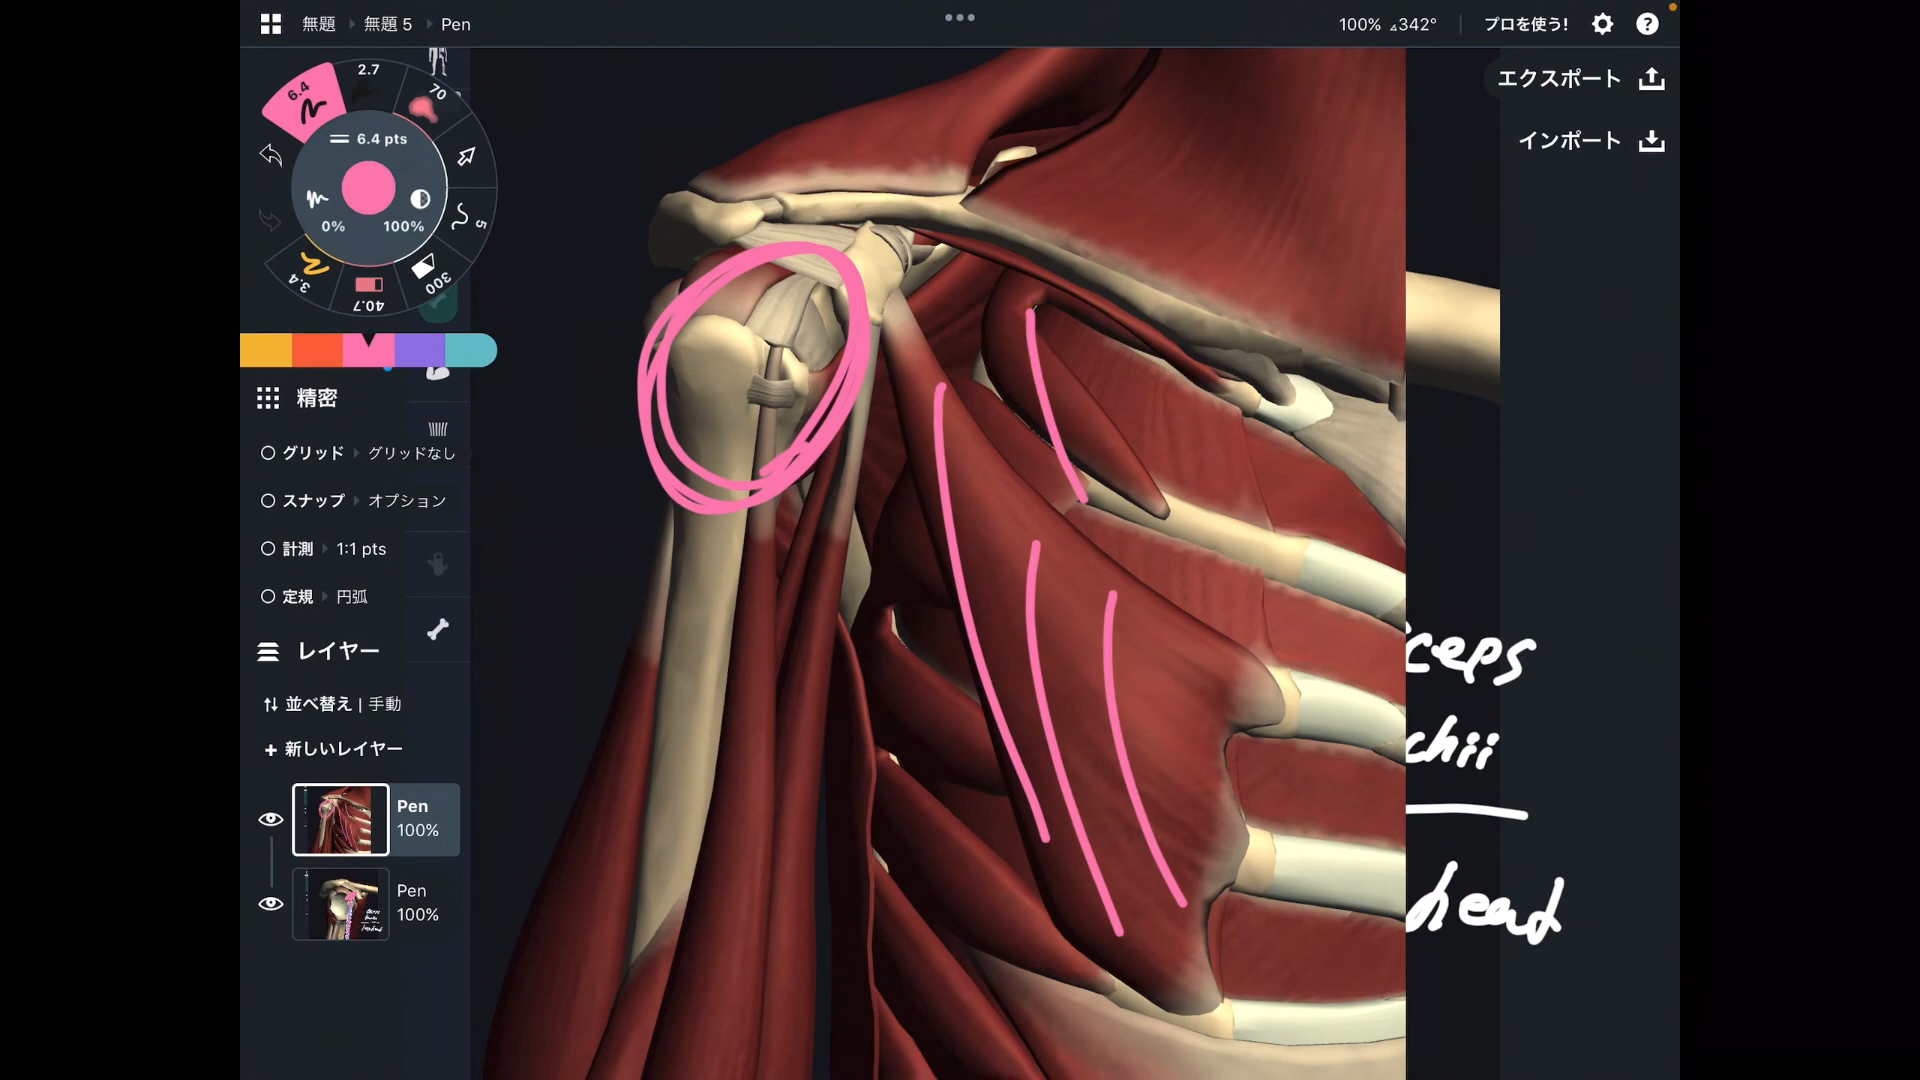 無題 無題 5 Pen
100% ⊿342° プロを使う!
エクスポート
インポート
2.7
6.4
70
6.4 pts
0% 100%
5
3.4
40.7
300
精密
グリッド グリッドなし
スナップ オプション
計測 1:1 pts
定規 円弧
レイヤー
並べ替え | 手動
+ 新しいレイヤー
Pen
100%
Pen
100%
ceps
chii
head